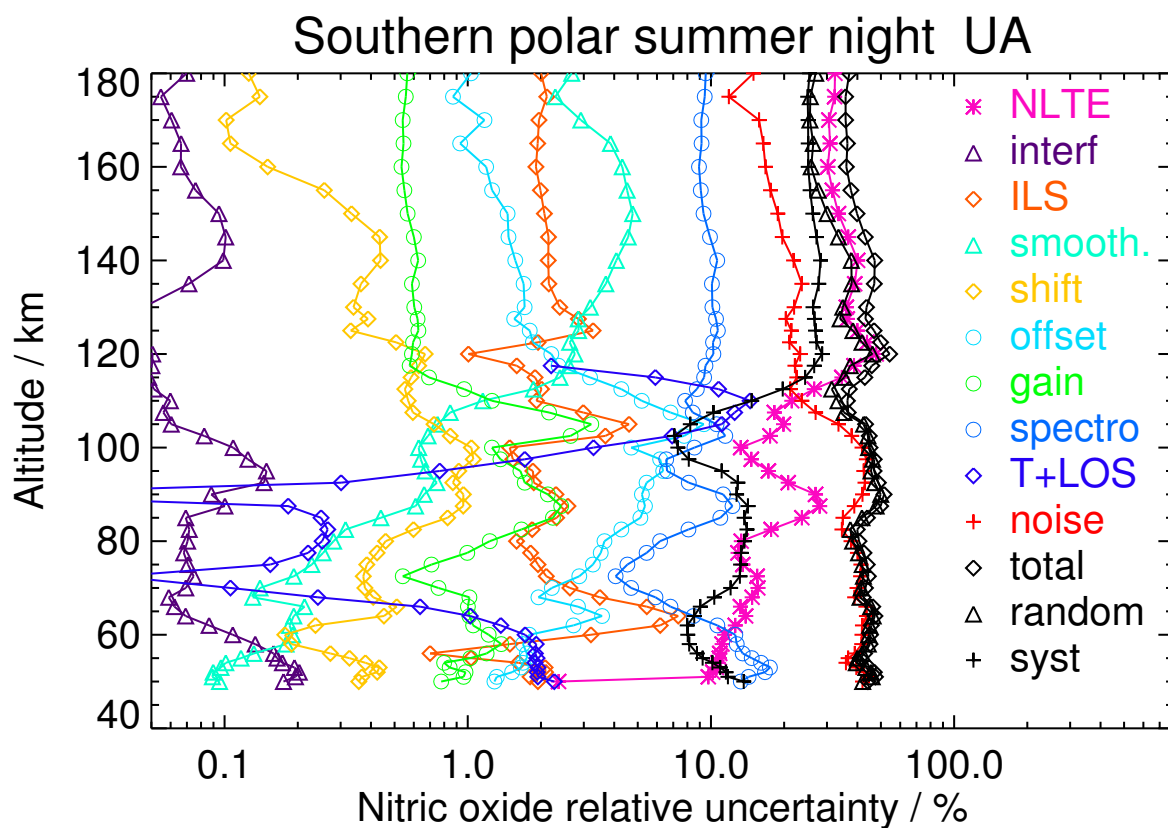 Southern polar summer night UA
180
160
140
120
100
80
60
40
Altitude / km
NLTE
interf
ILS
smooth.
shift
offset
gain
spectro
T+LOS
noise
total
random
syst
0.1 1.0 10.0 100.0
Nitric oxide relative uncertainty / %